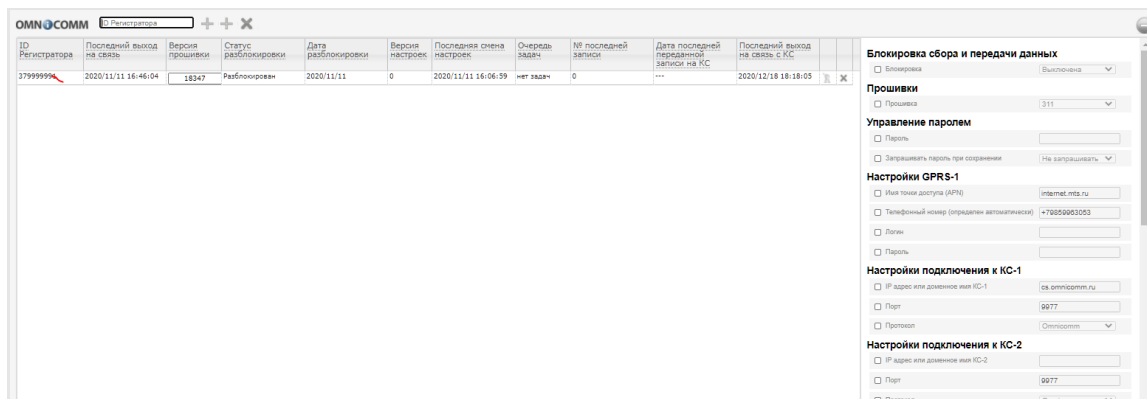 OMNOCOMM ID Регистратора
ID Регистратора Последний выход на связь Версия прошивки Статус разблокировки Дата разблокировки Версия настроек Последняя смена настроек Очередь задач № последней записи Дата последней переданной записи на КС Последний выход на связь с КС
2020/11/11 16:46:04 18347 Разблокирован 2020/11/11 0 2020/11/11 16:06:59 нет задач 0 --- 2020/12/18 18:18:05
Блокировка сбора и передачи данных
Блокировка Выключена
Прошивки
Прошивка 311
Управление паролем
Пароль
Запрашивать пароль при сохранении Не запрашивать
Настройки GPRS-1
Имя точки доступа (APN) internet.mts.ru
Телефонный номер (определен автоматически) +79859963053
Логин
Пароль
Настройки подключения к КС-1
IP адрес или доменное имя КС-1 cs.omnicomm.ru
Порт 9977
Протокол Omnicomm
Настройки подключения к КС-2
IP адрес или доменное имя КС-2
Порт 9977